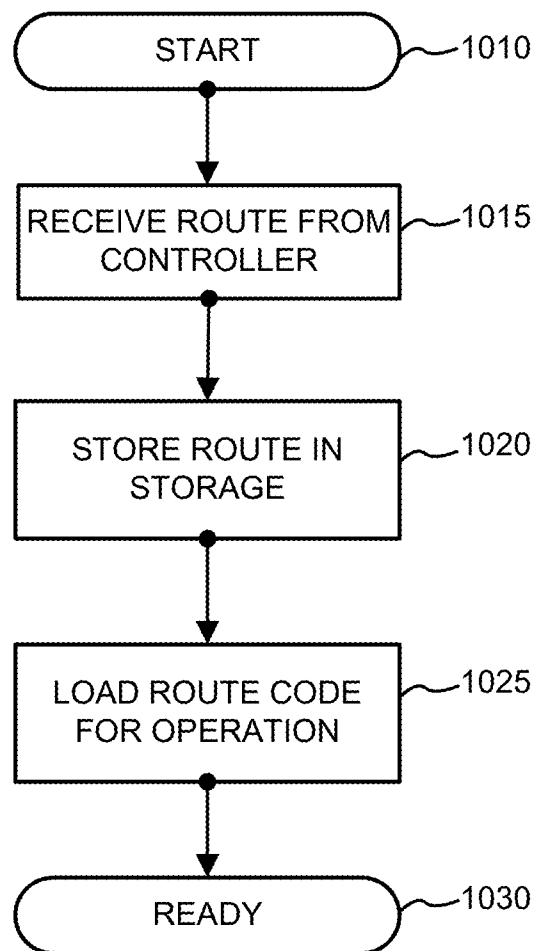 START
1010
RECEIVE ROUTE FROM
CONTROLLER
1015
STORE ROUTE IN
STORAGE
1020
LOAD ROUTE CODE
FOR OPERATION
1025
READY
1030